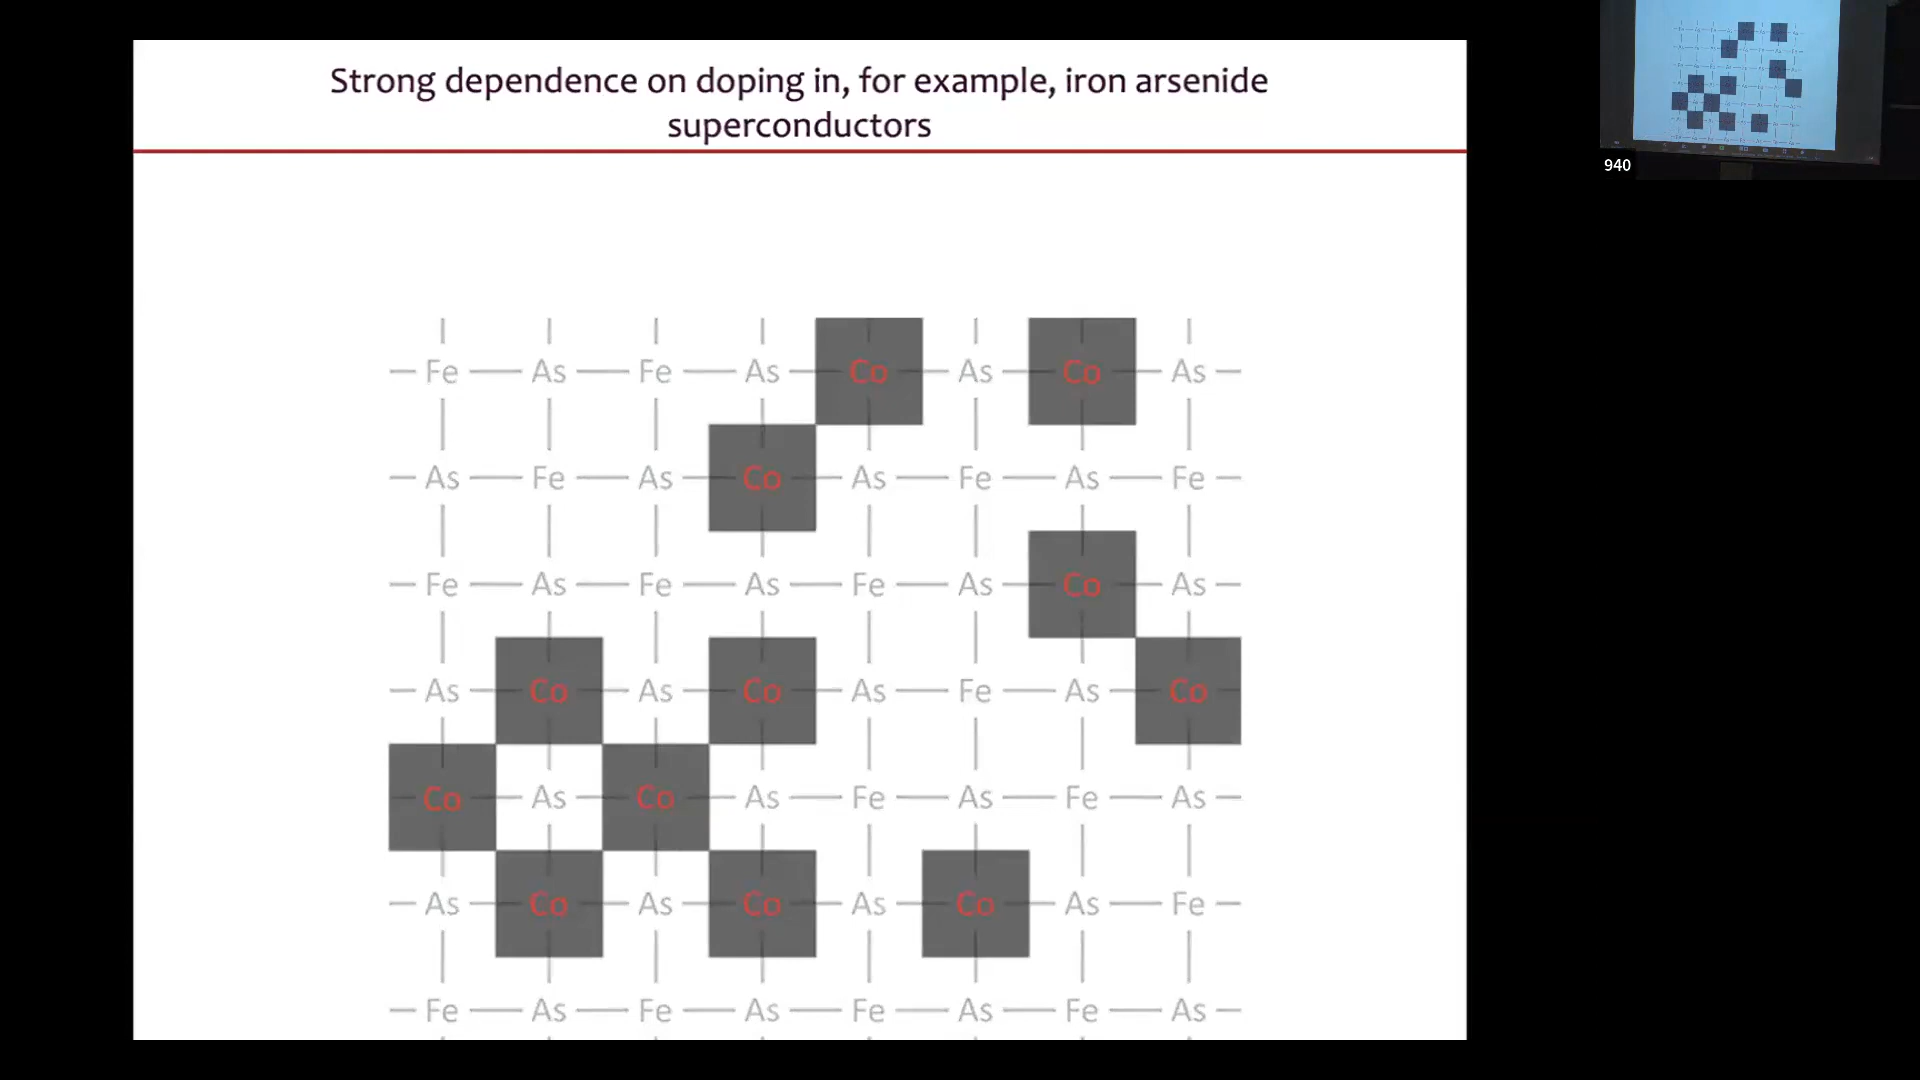 Strong dependence on doping in, for example, iron arsenide
superconductors
940
Fe As Fe As Co As Co As
As Fe As Co As Fe As Fe
Fe As Fe As Fe As Co As
As Co As Co As Fe As Co
Co As Co As Fe As Fe As
As Co As Co As Co As Fe
Fe As Fe As Fe As Fe As